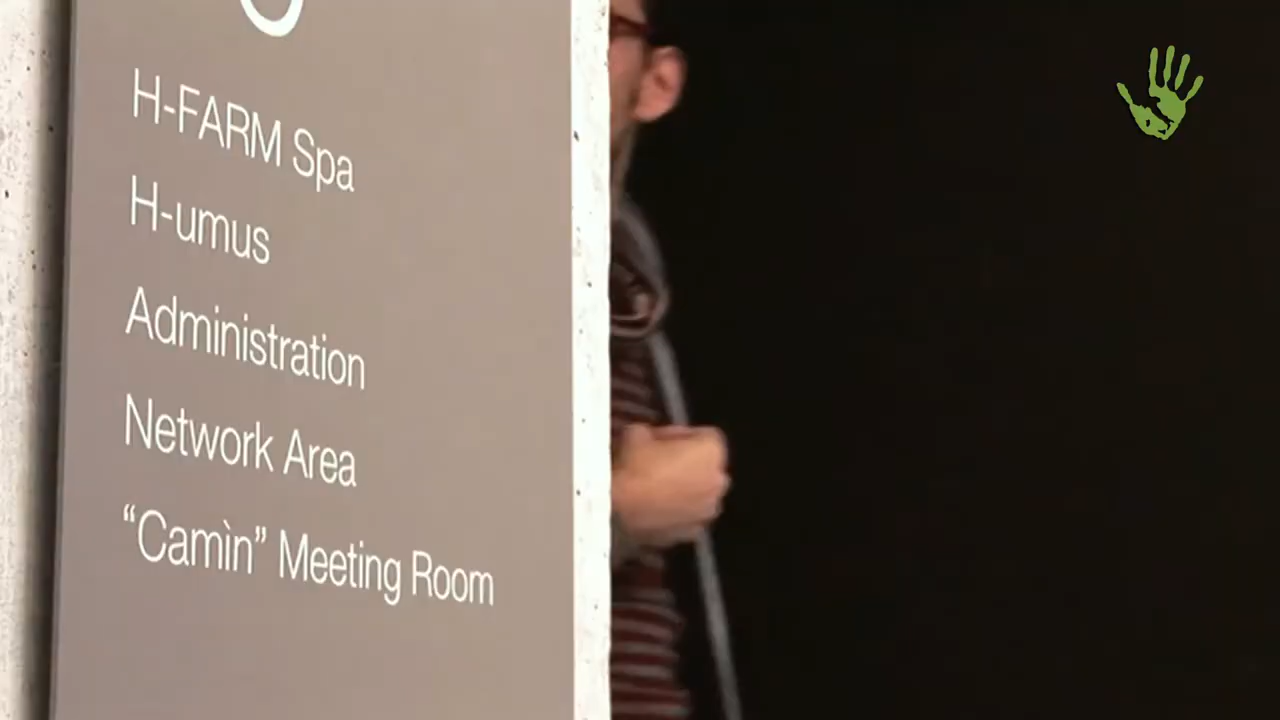 H-FARM Spa
H-umus
Administration
Network Area
“Camìn” Meeting Room